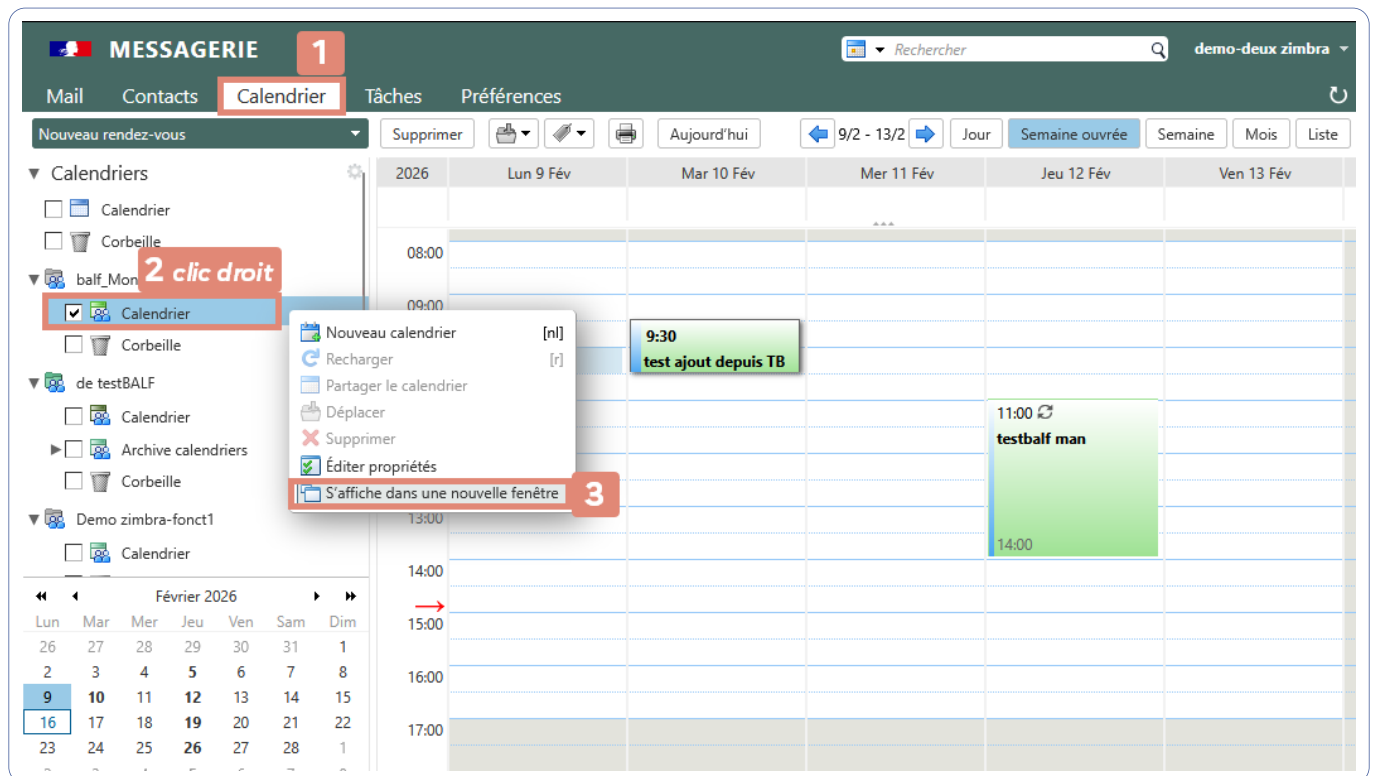 MESSAGERIE
1
Rechercher
demo-deux zimbra
Mail Contacts Calendrier Tâches Préférences
Nouveau rendez-vous
Supprimer
Aujourd'hui
9/2 - 13/2
Jour
Semaine ouvrée
Semaine
Mois
Liste
Calendriers
Calendrier
Corbeille
balf_Mon
2 clic droit
Calendrier
Corbeille
de testBALF
Calendrier
Archive calendriers
Corbeille
Demo zimbra-fonct1
Calendrier
Nouveau calendrier [nl]
Recharger [r]
Partager le calendrier
Déplacer
Supprimer
Éditer propriétés
S'affiche dans une nouvelle fenêtre
3
2026 Lun 9 Fév Mar 10 Fév Mer 11 Fév Jeu 12 Fév Ven 13 Fév
08:00
09:00
9:30
test ajout depuis TB
11:00
testbalf man
14:00
13:00
14:00
15:00
16:00
17:00
Février 2026
Lun Mar Mer Jeu Ven Sam Dim
26 27 28 29 30 31 1
2 3 4 5 6 7 8
9 10 11 12 13 14 15
16 17 18 19 20 21 22
23 24 25 26 27 28 1